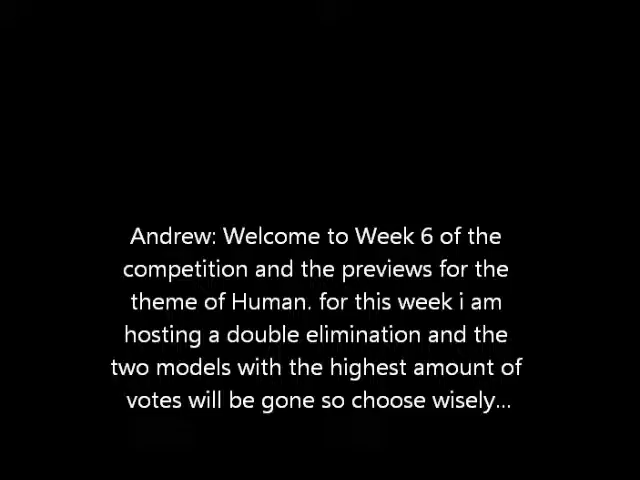 Andrew: Welcome to Week 6 of the
competition and the previews for the
theme of Human. for this week i am
hosting a double elimination and the
two models with the highest amount of
votes will be gone so choose wisely...